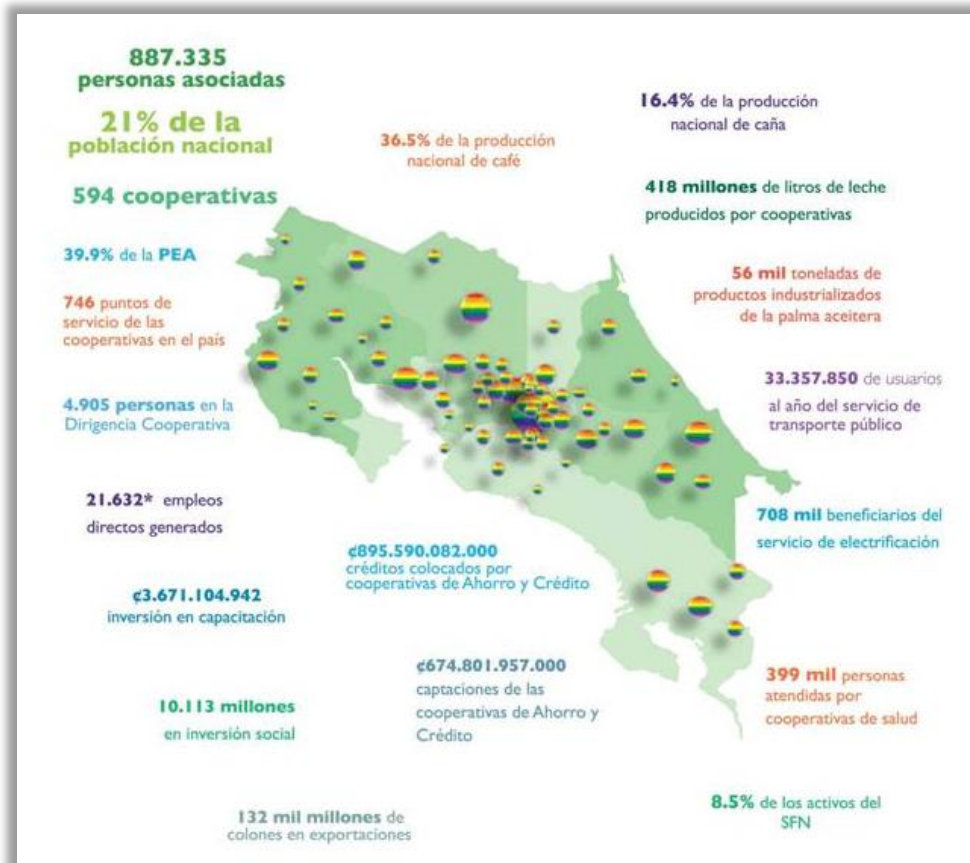 887.335
personas asociadas
21% de la
población nacional
594 cooperativas
39.9% de la PEA
746 puntos de
servicio de las
cooperativas en el país
4.905 personas en la
Dirigencia Cooperativa
21.632* empleos
directos generados
¢3.671.104.942
inversión en capacitación
10.113 millones
en inversión social
132 mil millones de
colones en exportaciones
36.5% de la producción
nacional de café
¢895.590.082.000
créditos colocados por
cooperativas de Ahorro y Crédito
¢674.801.957.000
captaciones de las
cooperativas de Ahorro y
Crédito
16.4% de la producción
nacional de caña
418 millones de litros de leche
producidos por cooperativas
56 mil toneladas de
productos industrializados
de la palma aceitera
33.357.850 de usuarios
al año del servicio de
transporte público
708 mil beneficiarios del
servicio de electrificación
399 mil personas
atendidas por
cooperativas de salud
8.5% de los activos del
SFN